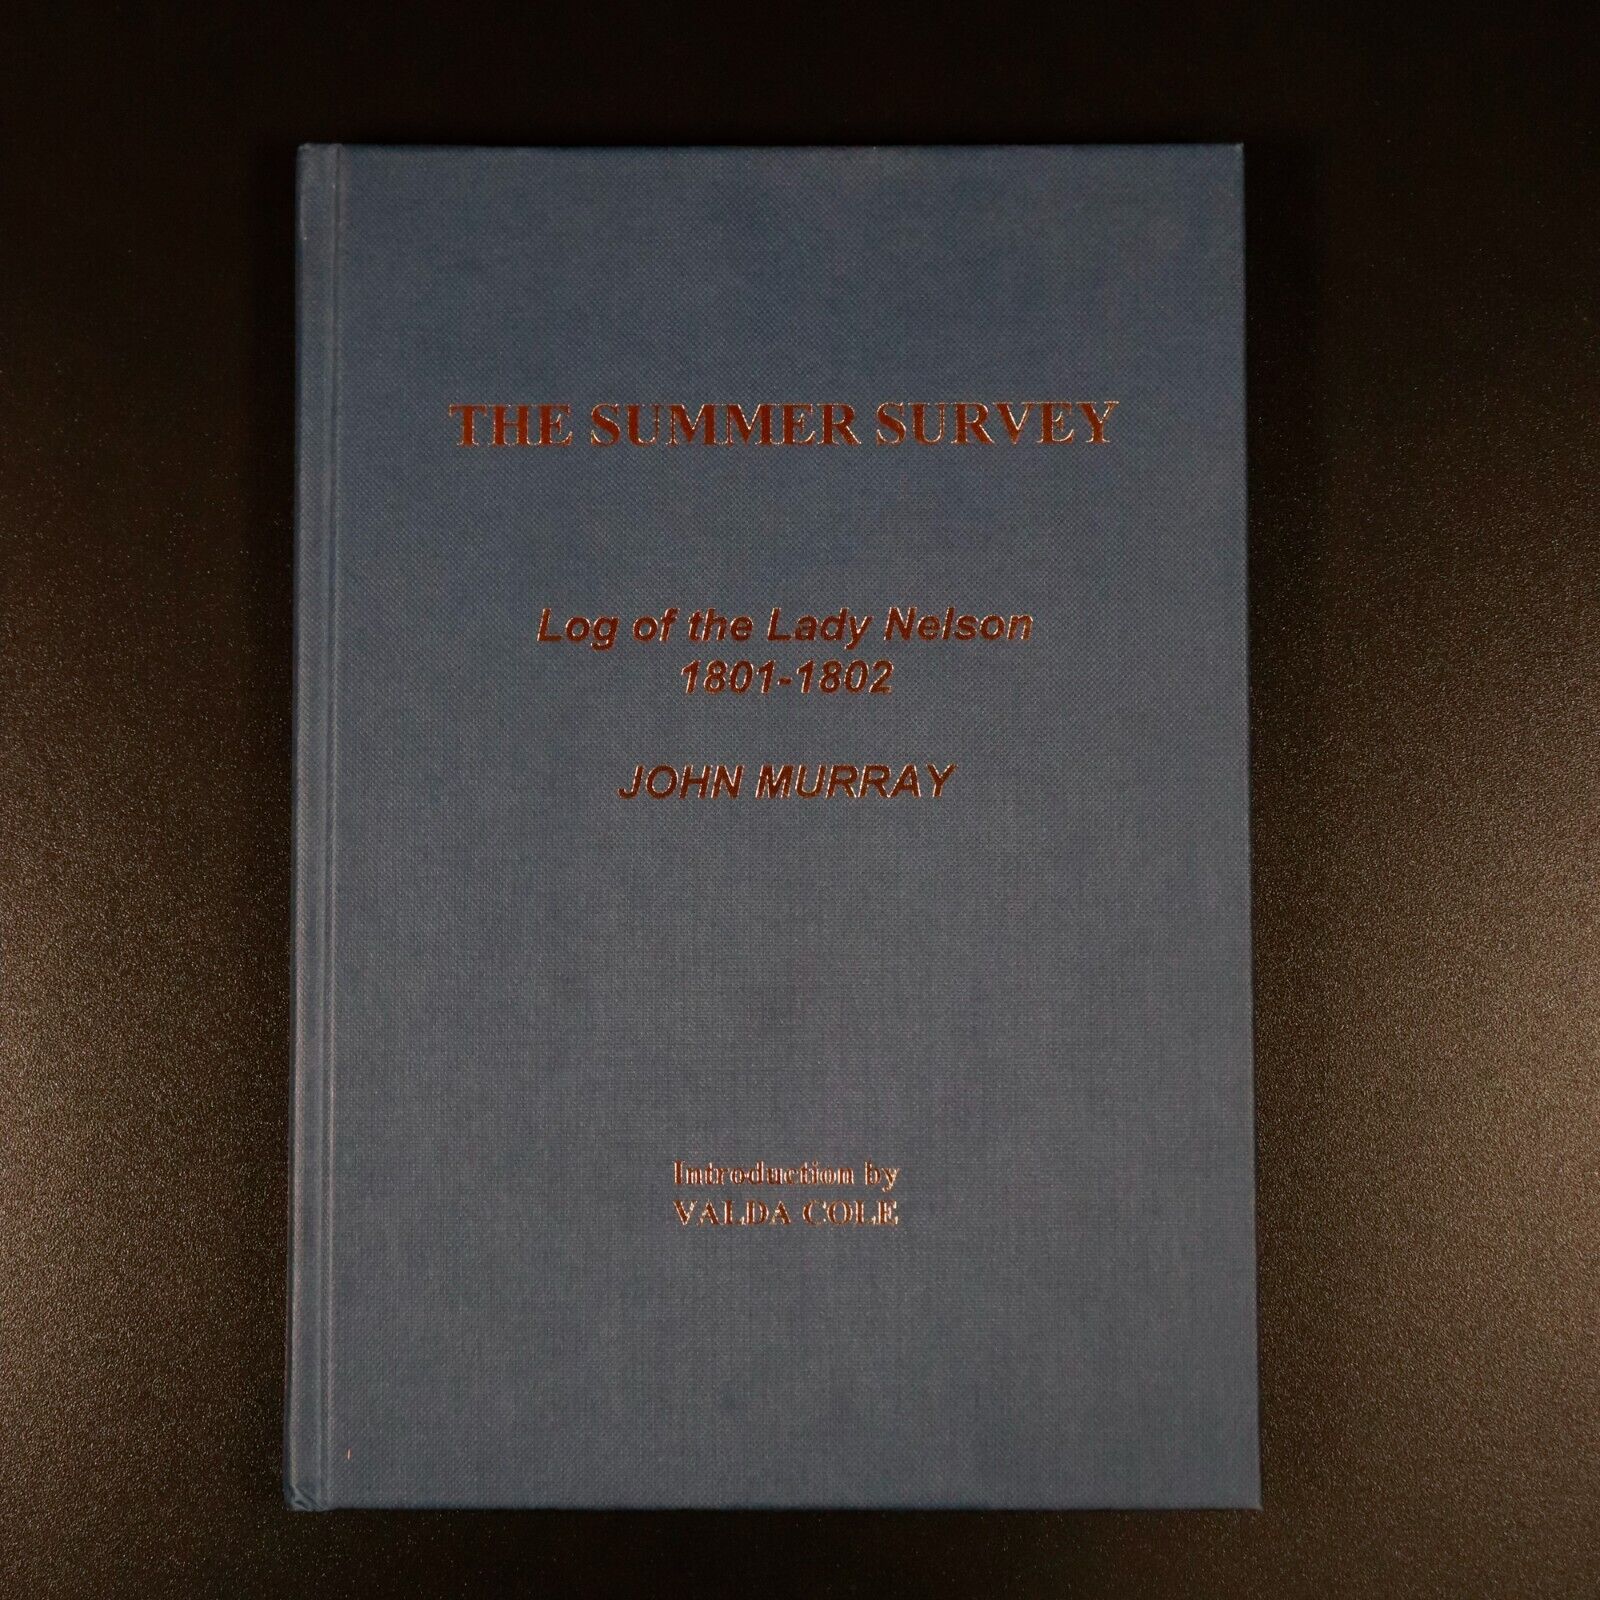 THE SUMMER SURVEY
Log of the Lady Nelson
1801-1802
JOHN MURRAY
Introduction by
VALDA COLE